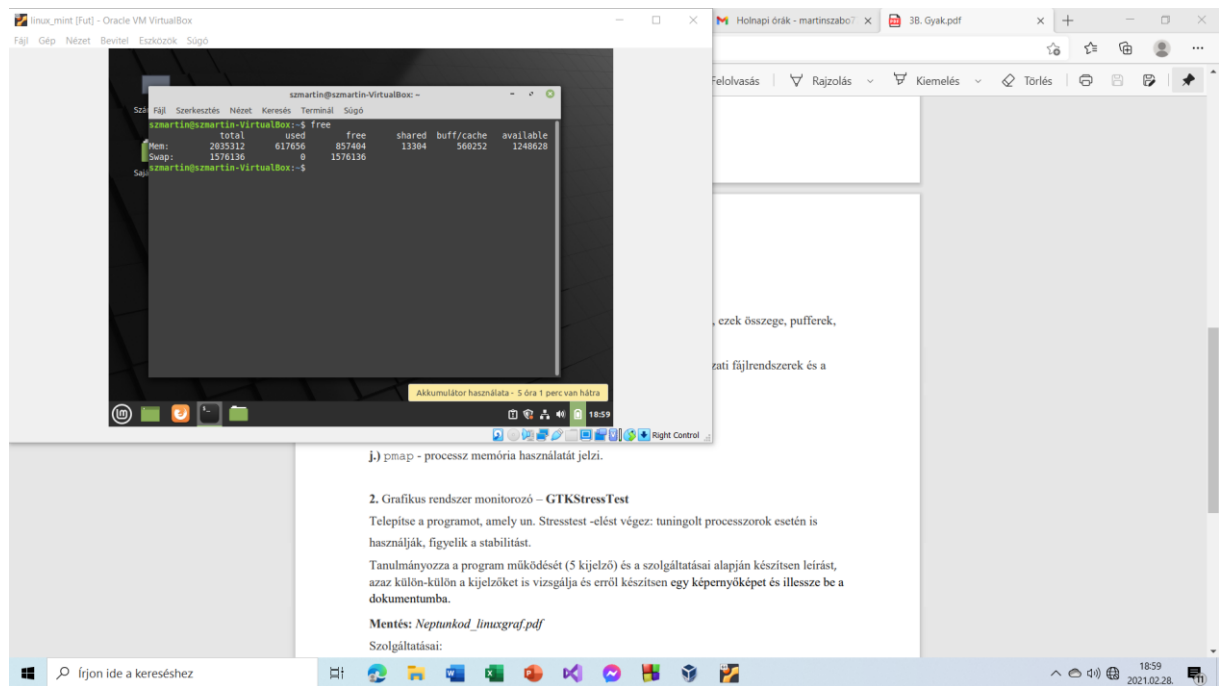 linux_mint [Fut] - Oracle VM VirtualBox
Fájl Gép Nézet Bevitel Eszközök Súgó
Holnapi órák - martinszabo7
3B. Gyak.pdf
Felolvasás Rajzolás Kiemelés Törlés
szmartin@szmartin-VirtualBox: ~
Fájl Szerkesztés Nézet Keresés Terminál Súgó
szmartin@szmartin-VirtualBox:~$ free
total used free shared buff/cache available
Mem: 2035312 617656 857404 13304 560252 1248628
Swap: 1576136 0 1576136
szmartin@szmartin-VirtualBox:~$
Akkumulátor használata - 5 óra 1 perc van hátra
18:59
Right Control
, ezek összege, pufferek,
zati fájlrendszerek és a
j.) pmap - processz memória használatát jelzi.
2. Grafikus rendszer monitorozó – GTKStressTest
Telepítse a programot, amely un. Stresstest -elést végez: tuningolt processzorok esetén is
használják, figyelik a stabilitást.
Tanulmányozza a program működését (5 kijelző) és a szolgáltatásai alapján készítsen leírást,
azaz külön-külön a kijelzőket is vizsgálja és erről készítsen egy képernyőképet és illessze be a
dokumentumba.
Mentés: Neptunkod_linuxgraf.pdf
Szolgáltatásai:
Írjon ide a kereséshez
18:59
2021.02.28.
11